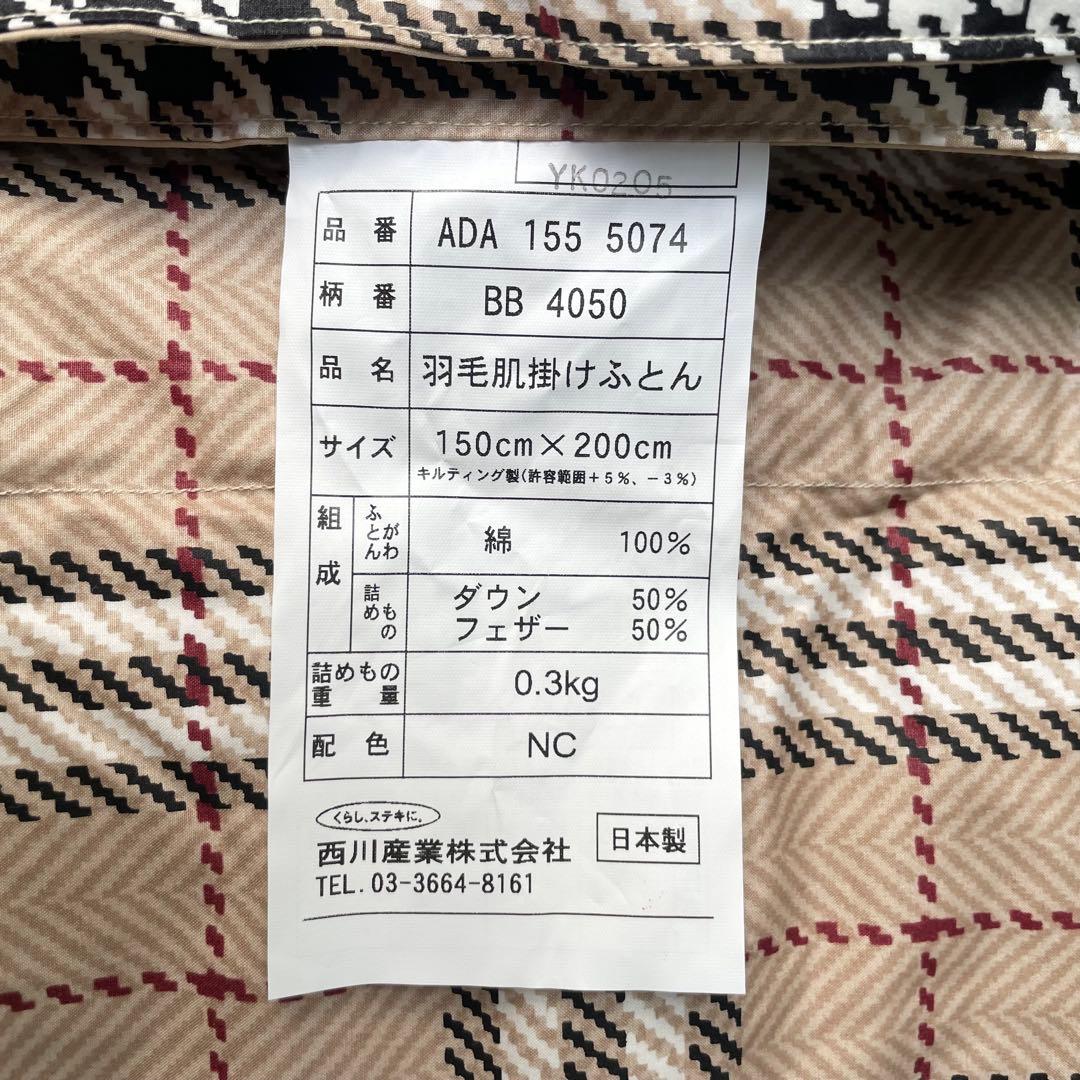 YK0205
品番 ADA 155 5074
柄番 BB 4050
品名 羽毛肌掛けふとん
サイズ 150cm×200cm
キルティング製(許容範囲+5%、-3%)
組成 ふとんがわ 綿 100%
詰めもの ダウン 50%
フェザー 50%
詰めもの重量 0.3kg
配色 NC
くらし、ステキに。
西川産業株式会社 日本製
TEL.03-3664-8161